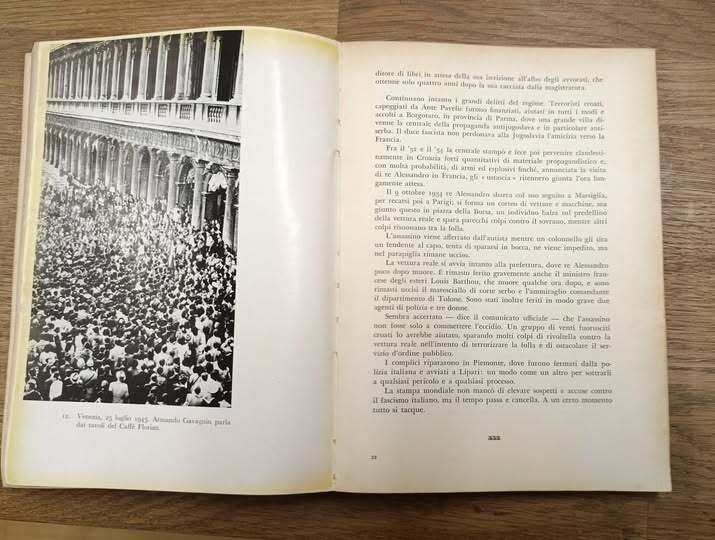 12. Venezia, 25 luglio 1943. Armando Gavagnin parla
dai tavoli del Caffè Florian.
ditore di libri in attesa della sua iscrizione all'albo degli avvocati, che
ottenne solo quattro anni dopo la sua cacciata dalla magistratura.
Continuano intanto i grandi delitti del regime. Terroristi croati,
capeggiati da Ante Pavelic furono finanziati, aiutati in tutti i modi e
accolti a Borgotaro, in provincia di Parma, dove una grande villa di-
venne la centrale della propaganda antijugoslava e in particolare anti-
serba. Il duce fascista non perdonava alla Jugoslavia l'amicizia verso la
Francia.
Fra il '32 e il '34 la centrale stampò e fece poi pervenire clandesti-
namente in Croazia forti quantitativi di materiale propagandistico e,
con molta probabilità, di armi ed esplosivi finché, annunciata la visita
di re Alessandro in Francia, gli « ustascia » ritennero giunta l'ora lun-
gamente attesa.
Il 9 ottobre 1934 re Alessandro sbarca col suo seguito a Marsiglia,
per recarsi poi a Parigi; si forma un corteo di vetture e macchine, ma
giunto questo in piazza della Borsa, un individuo balza sul predellino
della vettura reale e spara parecchi colpi contro il sovrano, mentre altri
colpi risuonano tra la folla.
L'assassino viene afferrato dall'autista mentre un colonnello gli vibra
un fendente al capo, tenta di spararsi in bocca, ne viene impedito, ma
nel parapiglia rimane ucciso.
La vettura reale si avvia intanto alla prefettura, dove re Alessandro
poco dopo muore. È rimasto ferito gravemente anche il ministro fran-
cese degli esteri Louis Barthou, che muore qualche ora dopo, e sono
rimasti uccisi il maresciallo di corte serbo e l'ammiraglio comandante
il dipartimento di Tolone. Sono stati inoltre feriti in modo grave due
agenti di polizia e tre donne.
Sembra accertato — dice il comunicato ufficiale — che l'assassino
non fosse solo a commettere l'eccidio. Un gruppo di venti fuorusciti
croati lo avrebbe aiutato, sparando molti colpi di rivoltella contro la
vettura reale nell'intento di terrorizzare la folla e di ostacolare il ser-
vizio d'ordine pubblico.
I complici ripararono in Piemonte, dove furono fermati dalla po-
lizia italiana e avviati a Lipari: un modo come un altro per sottrarli
a qualsiasi pericolo e a qualsiasi processo.
La stampa mondiale non mancò di elevare sospetti e accuse contro
il fascismo italiano, ma il tempo passa e cancella. A un certo momento
tutto si tacque.
22